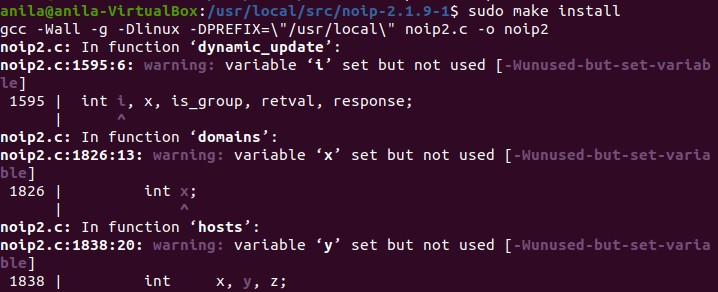 anila@anila-VirtualBox:/usr/local/src/noip-2.1.9-1$ sudo make install
gcc -Wall -g -Dlinux -DPREFIX=\"/usr/local\" noip2.c -o noip2
noip2.c: In function ‘dynamic_update’:
noip2.c:1595:6: warning: variable ‘i’ set but not used [-Wunused-but-set-variab
le]
 1595 |  int i, x, is_group, retval, response;
      |      ^
noip2.c: In function ‘domains’:
noip2.c:1826:13: warning: variable ‘x’ set but not used [-Wunused-but-set-varia
ble]
 1826 |         int x;
      |             ^
noip2.c: In function ‘hosts’:
noip2.c:1838:20: warning: variable ‘y’ set but not used [-Wunused-but-set-varia
ble]
 1838 |         int     x, y, z;